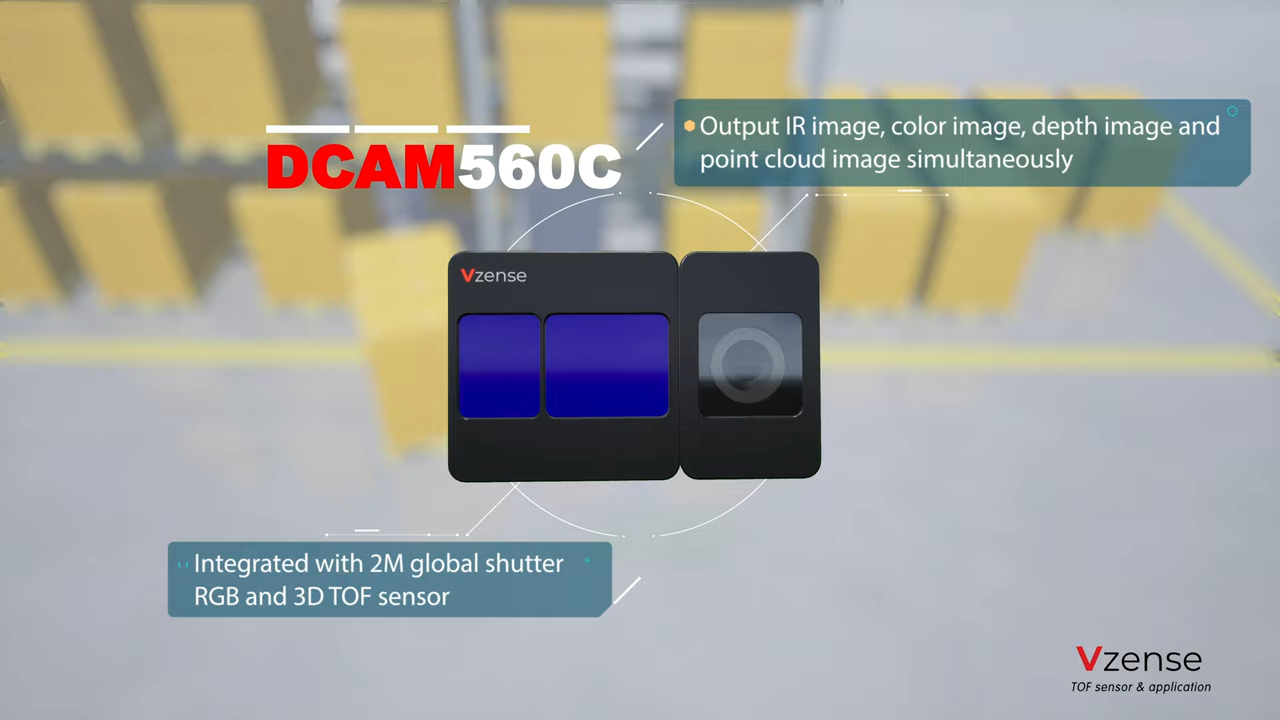 DCAM560C
Output IR image, color image, depth image and
point cloud image simultaneously
Vzense
Integrated with 2M global shutter
RGB and 3D TOF sensor
Vzense
TOF sensor & application